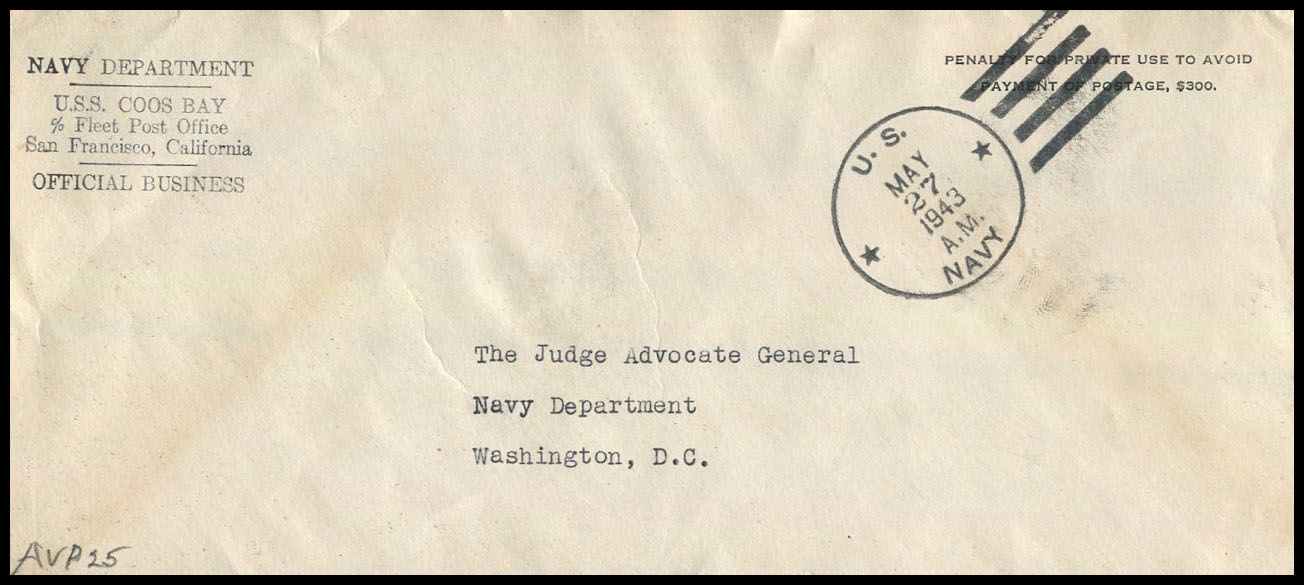 NAVY DEPARTMENT
U.S.S. COOS BAY
% Fleet Post Office
San Francisco, California
OFFICIAL BUSINESS
PENALTY FOR PRIVATE USE TO AVOID
PAYMENT OF POSTAGE, $300.
U. S.
MAY
27
1943
A.M.
NAVY
The Judge Advocate General
Navy Department
Washington, D.C.
AVP25